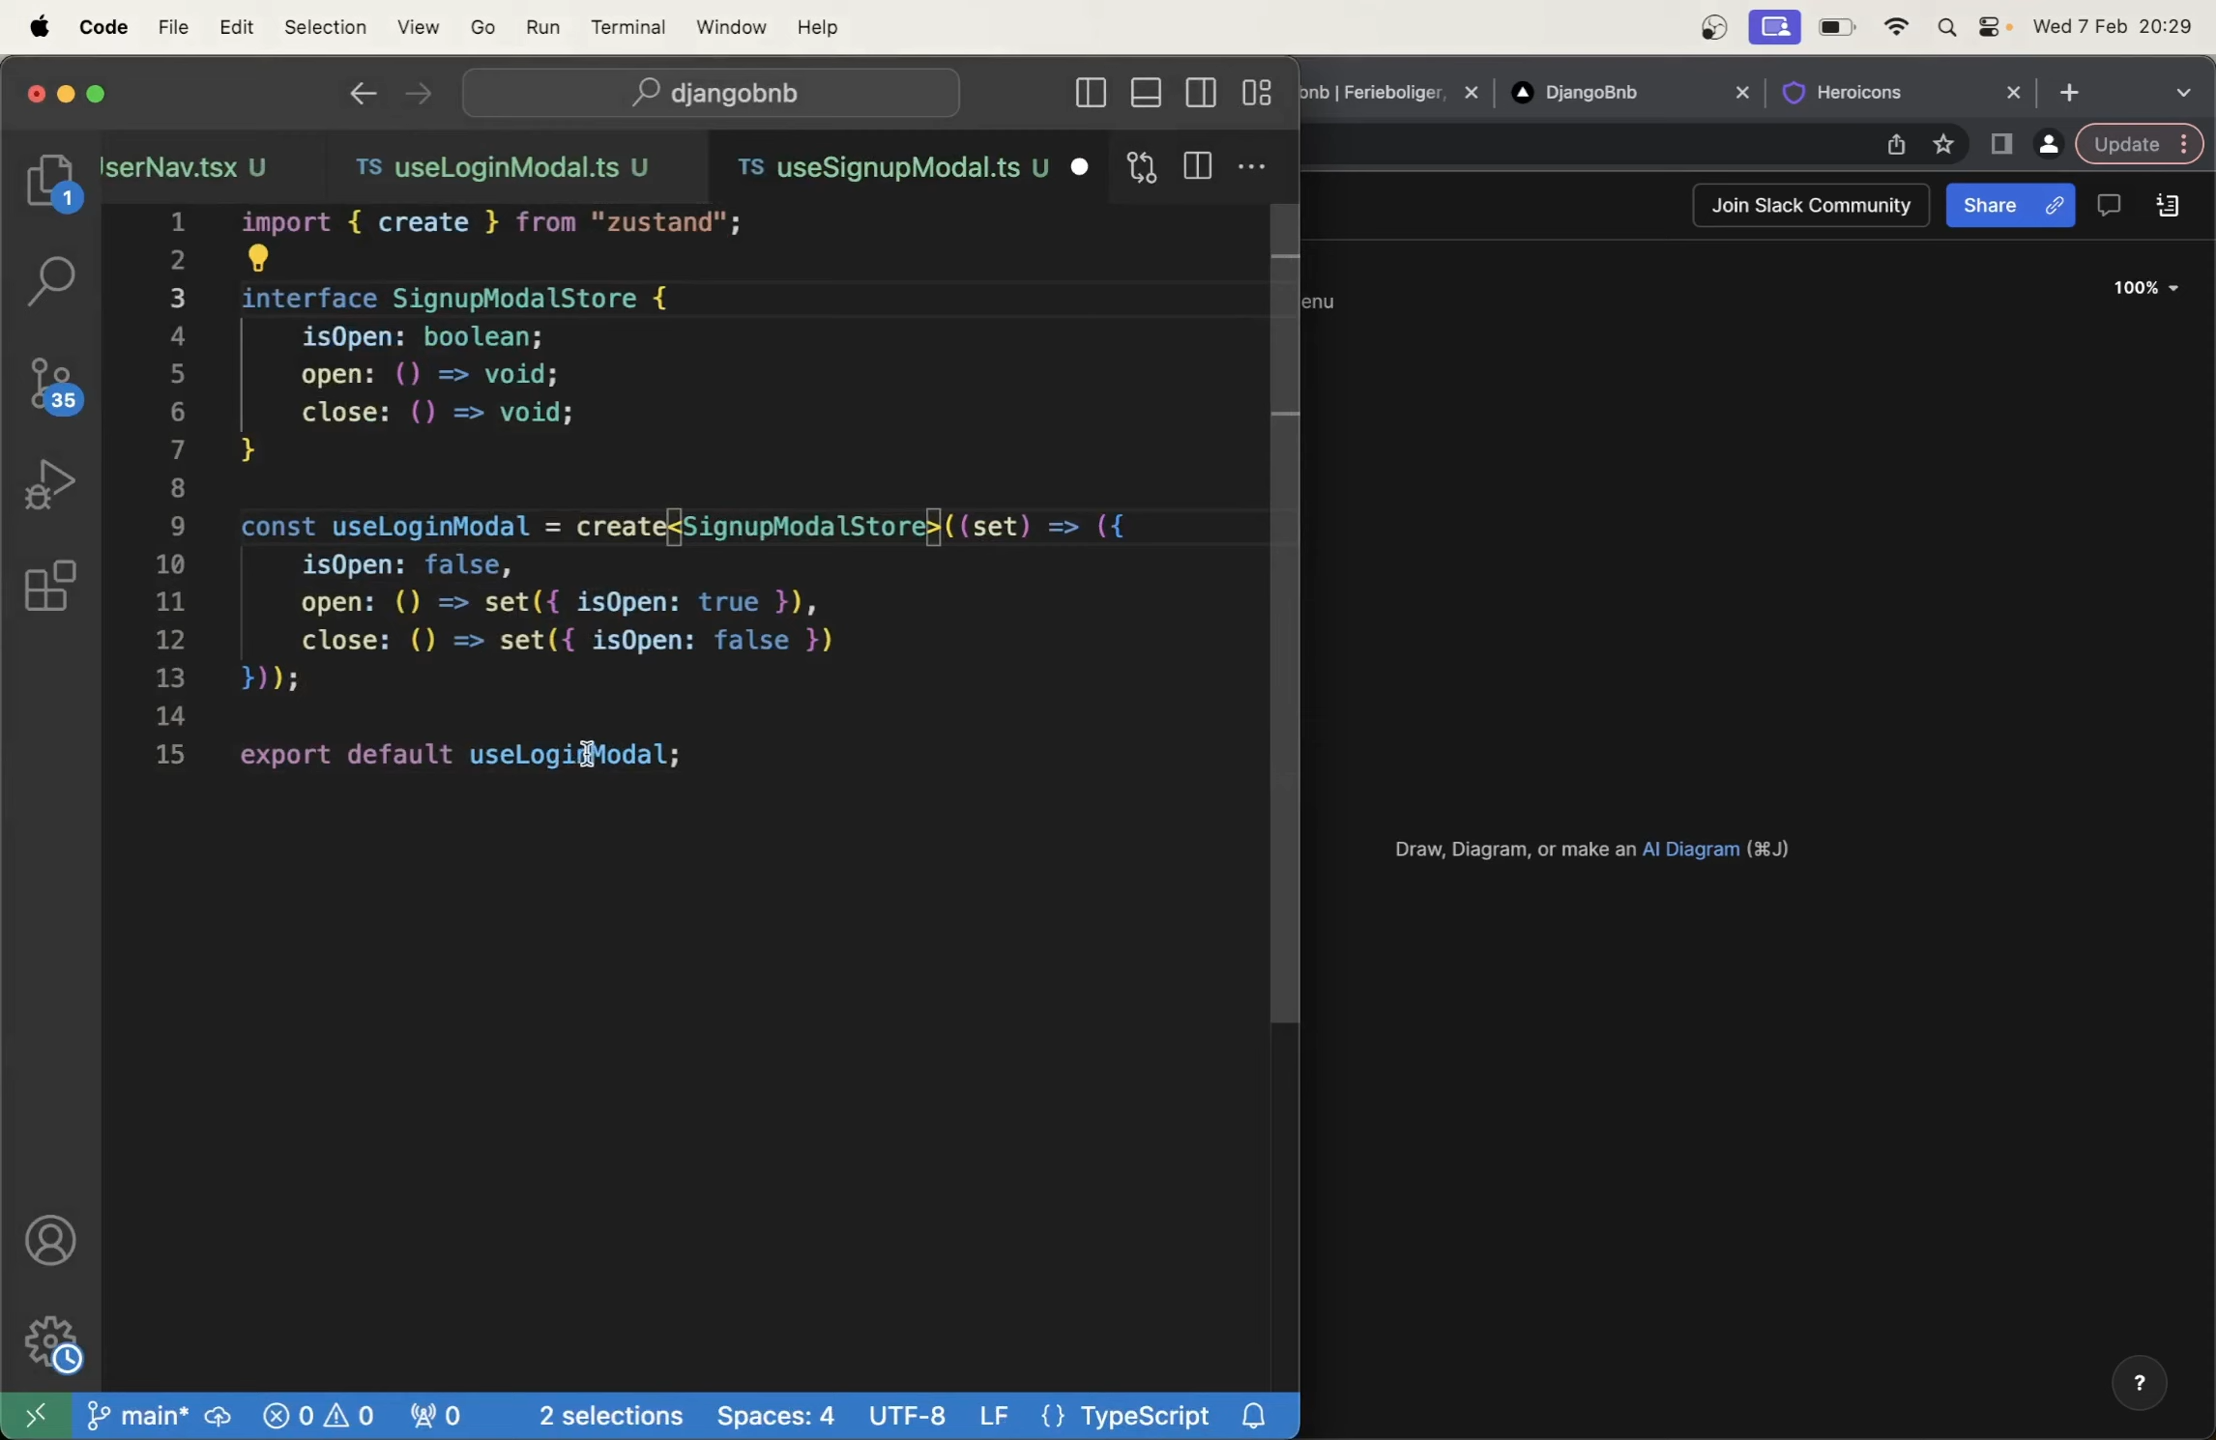 Code File Edit Selection View Go Run Terminal Window Help Wed 7 Feb 20:29
djangobnb
bnb | Ferieboliger, DjangoBnb Heroicons
Update
serNav.tsx U TS useLoginModal.ts U TS useSignupModal.ts U
Join Slack Community Share
enu
100%
1 import { create } from "zustand";
2
3 interface SignupModalStore {
4 isOpen: boolean;
5 open: () => void;
6 close: () => void;
7 }
8
9 const useLoginModal = create<SignupModalStore>((set) => ({
10 isOpen: false,
11 open: () => set({ isOpen: true }),
12 close: () => set({ isOpen: false })
13 }));
14
15 export default useLoginModal;
1
35
Draw, Diagram, or make an AI Diagram (⌘J)
?
main* 0 0 0 2 selections Spaces: 4 UTF-8 LF {} TypeScript